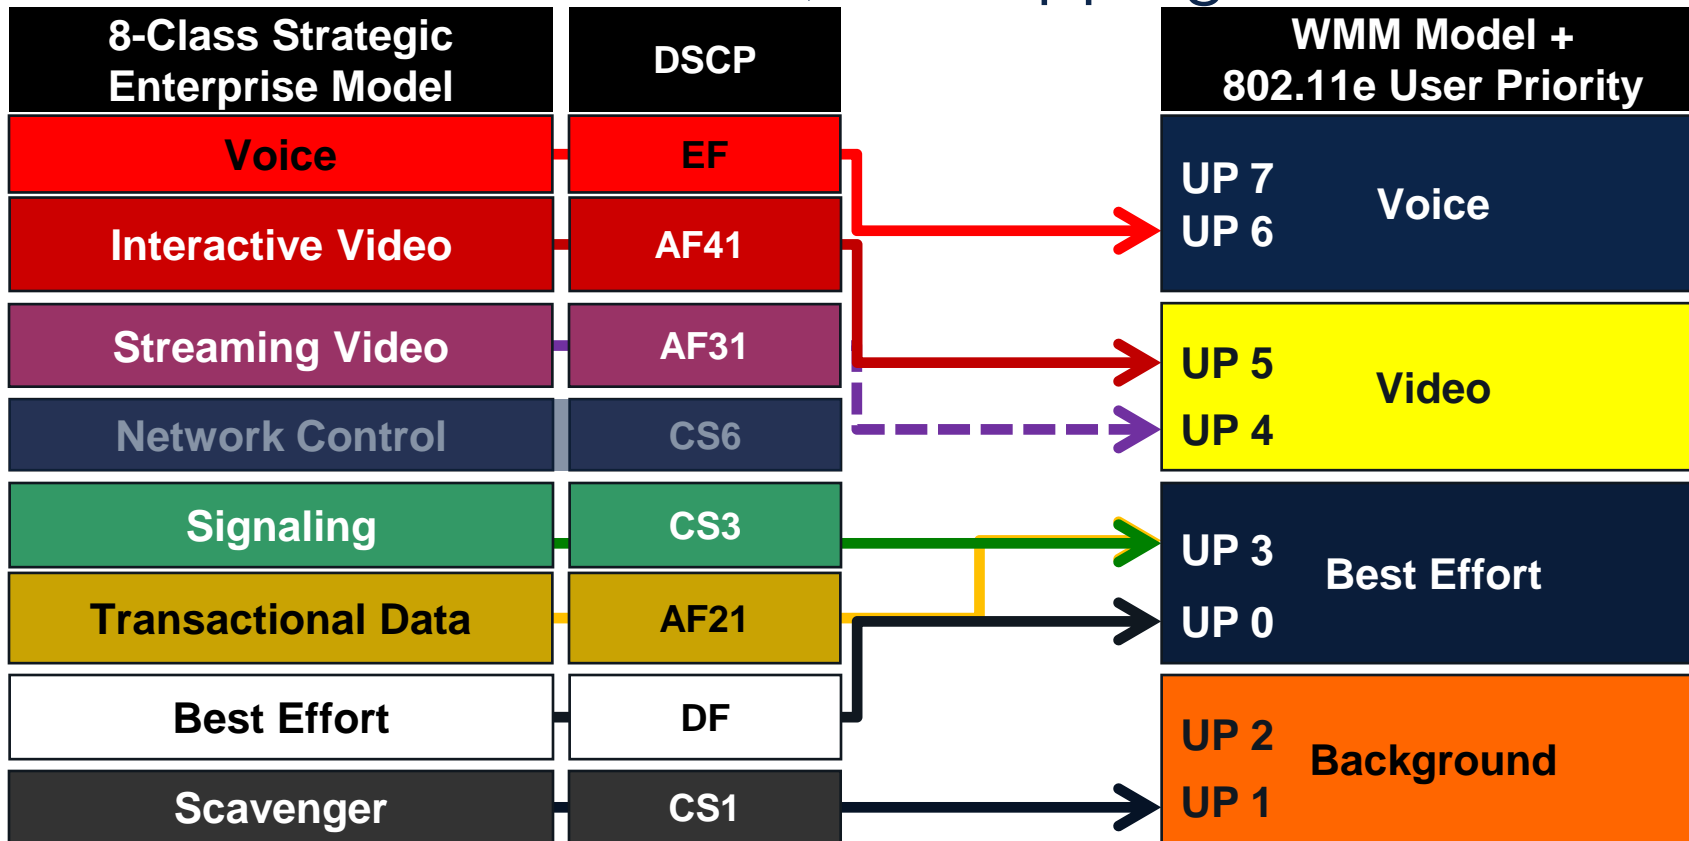 8-Class Strategic
Enterprise Model
DSCP
WMM Model +
802.11e User Priority
Voice
EF
Interactive Video
AF41
Streaming Video
AF31
Network Control
CS6
Signaling
CS3
Transactional Data
AF21
Best Effort
DF
Scavenger
CS1
UP 7
UP 6
Voice
UP 5
UP 4
Video
UP 3
UP 0
Best Effort
UP 2
UP 1
Background